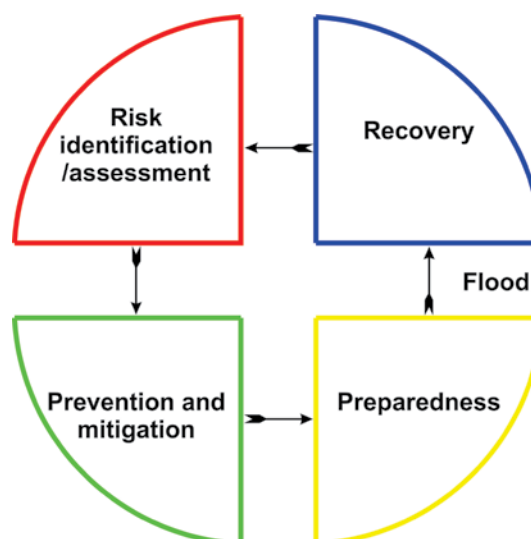 Risk
identification
/assessment
Recovery
Flood
Prevention and
mitigation
Preparedness